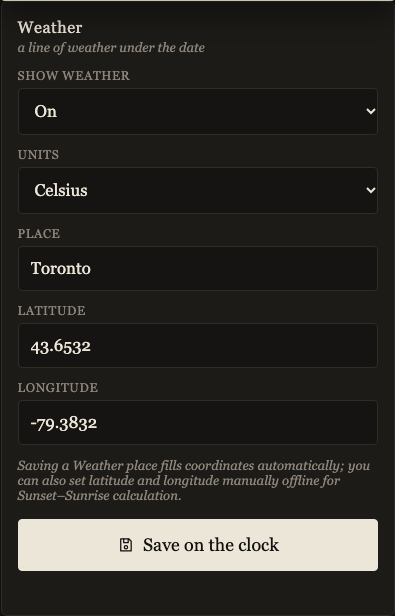 Weather
a line of weather under the date
SHOW WEATHER
On
UNITS
Celsius
PLACE
Toronto
LATITUDE
43.6532
LONGITUDE
-79.3832
Saving a Weather place fills coordinates automatically; you
can also set latitude and longitude manually offline for
Sunset–Sunrise calculation.
Save on the clock